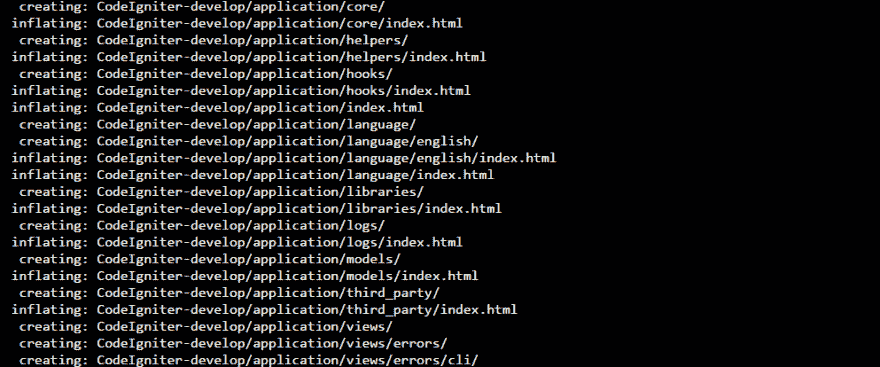 creating: CodeIgniter-develop/application/core/
inflating: CodeIgniter-develop/application/core/index.html
creating: CodeIgniter-develop/application/helpers/
inflating: CodeIgniter-develop/application/helpers/index.html
creating: CodeIgniter-develop/application/hooks/
inflating: CodeIgniter-develop/application/hooks/index.html
inflating: CodeIgniter-develop/application/index.html
creating: CodeIgniter-develop/application/language/
creating: CodeIgniter-develop/application/language/english/
inflating: CodeIgniter-develop/application/language/english/index.html
inflating: CodeIgniter-develop/application/language/index.html
creating: CodeIgniter-develop/application/libraries/
inflating: CodeIgniter-develop/application/libraries/index.html
creating: CodeIgniter-develop/application/logs/
inflating: CodeIgniter-develop/application/logs/index.html
creating: CodeIgniter-develop/application/models/
inflating: CodeIgniter-develop/application/models/index.html
creating: CodeIgniter-develop/application/third_party/
inflating: CodeIgniter-develop/application/third_party/index.html
creating: CodeIgniter-develop/application/views/
creating: CodeIgniter-develop/application/views/errors/
creating: CodeIgniter-develop/application/views/errors/cli/